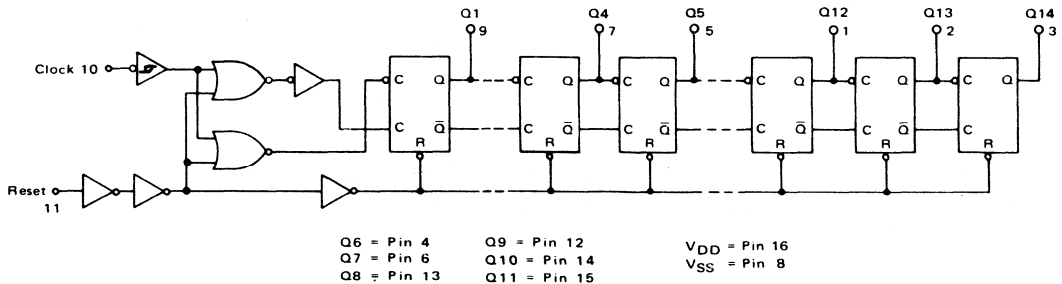 Q1
9
Q4
7
Q5
5
Q12
1
Q13
2
Q14
3
Clock 10
C Q
C Q̅
R
C Q
C Q̅
R
C Q
C Q̅
R
C Q
C Q̅
R
C Q
C Q̅
R
C Q
C
R
Reset
11
Q6 = Pin 4
Q7 = Pin 6
Q8 = Pin 13
Q9 = Pin 12
Q10 = Pin 14
Q11 = Pin 15
VDD = Pin 16
VSS = Pin 8